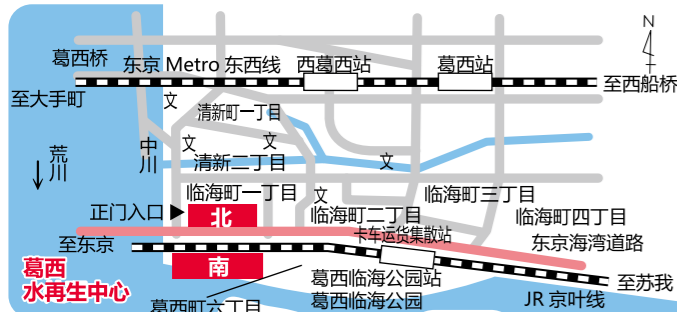 N
葛西桥
东京 Metro 东西线
西葛西站
葛西站
至大手町
至西船桥
文
清新町一丁目
文
文
荒川
中川
清新二丁目
文
临海町一丁目
文
临海町三丁目
正门入口
北
临海町二丁目
临海町四丁目
卡车运货集散站
至东京
东京海湾道路
南
葛西
水再生中心
葛西临海公园站
至苏我
葛西町六丁目
葛西临海公园
JR 京叶线